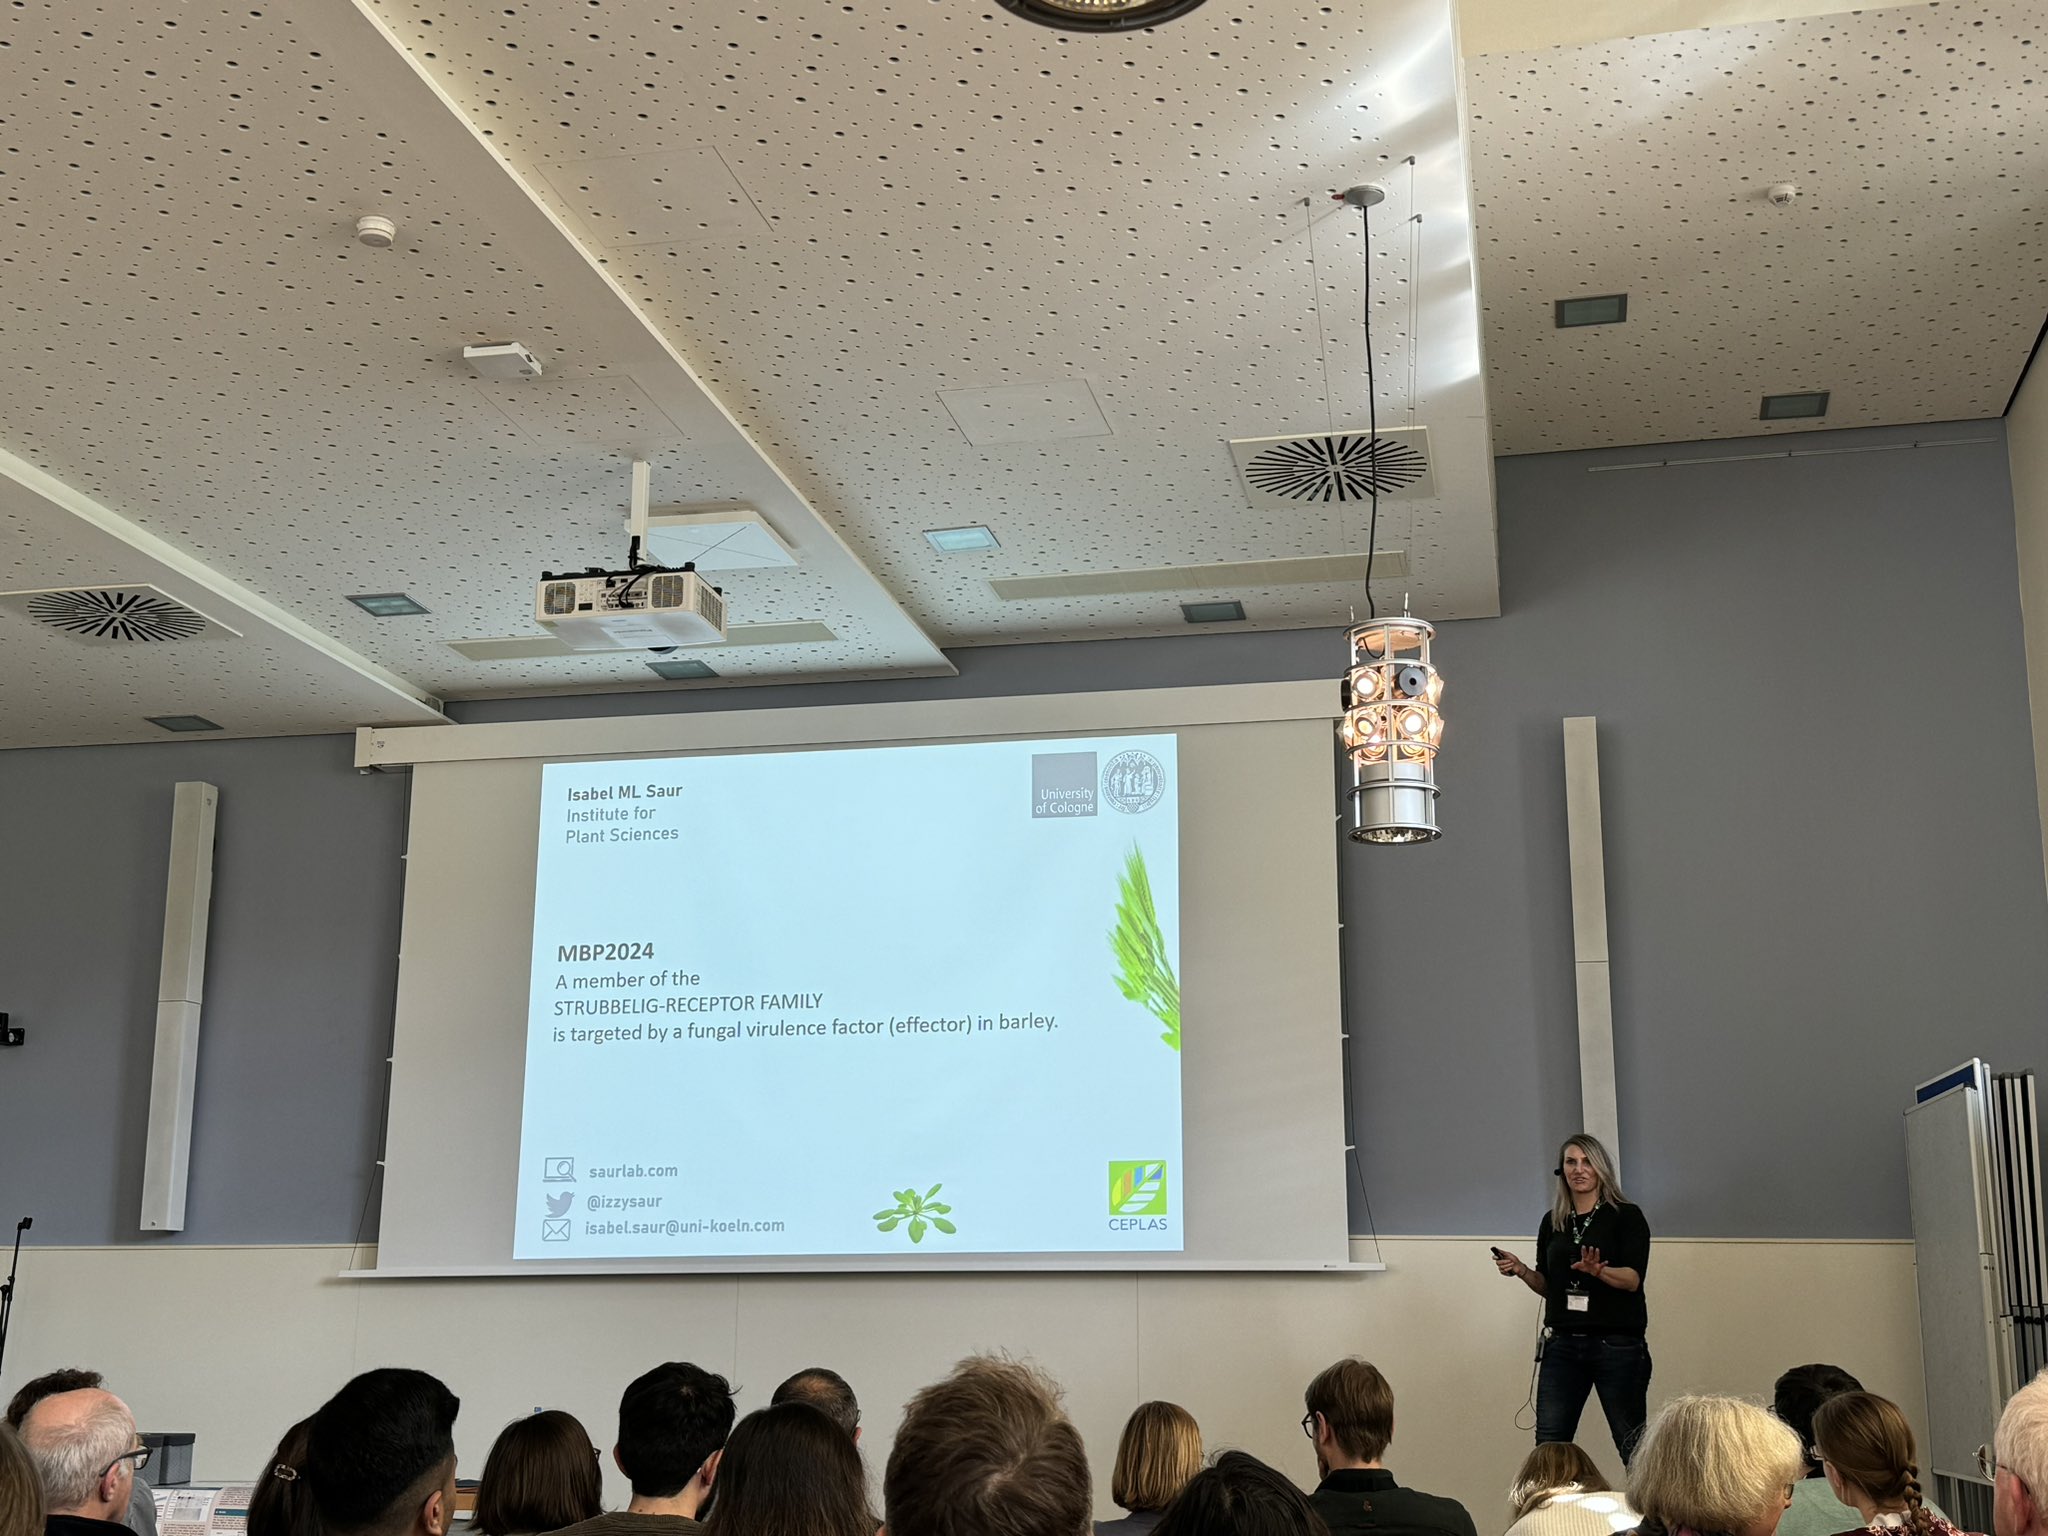 Isabel ML Saur
Institute for
Plant Sciences
University
of Cologne
MBP2024
A member of the
STRUBBELIG-RECEPTOR FAMILY
is targeted by a fungal virulence factor (effector) in barley.
saurlab.com
@izzysaur
isabel.saur@uni-koeln.com
CEPLAS